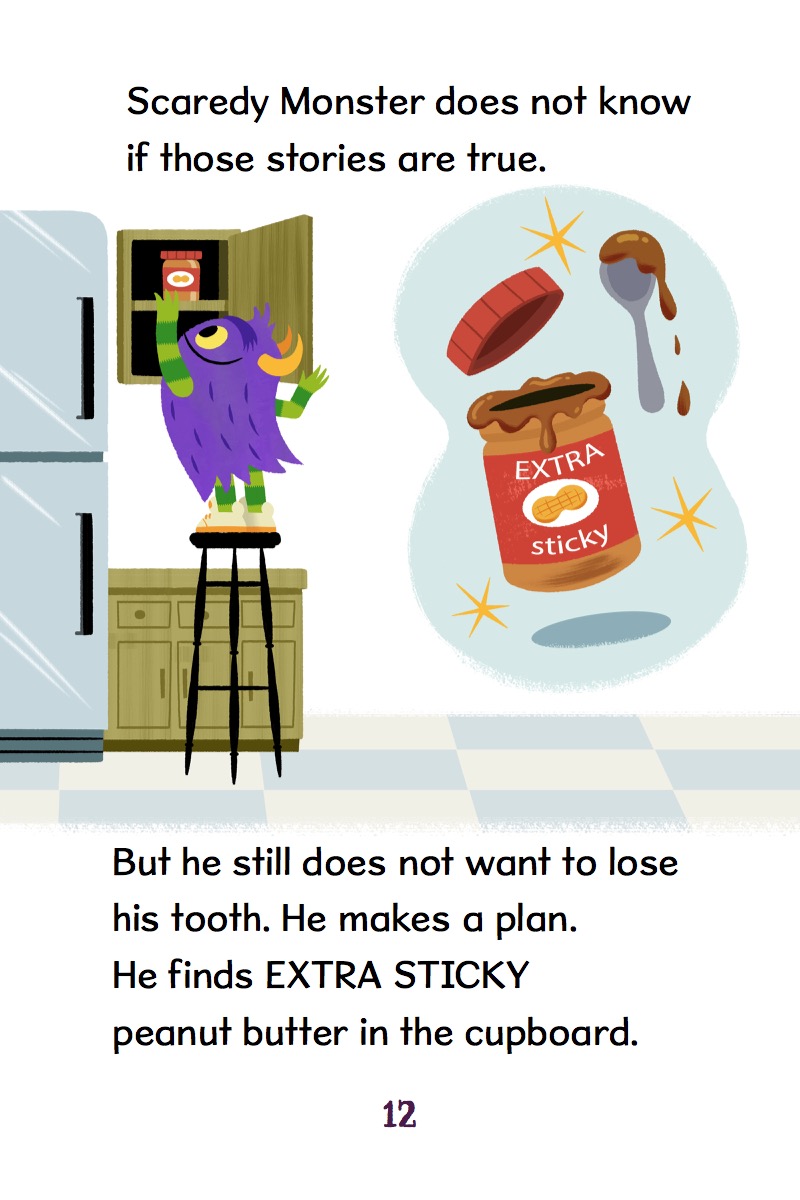 Scaredy Monster does not know
if those stories are true.
EXTRA
sticky
But he still does not want to lose
his tooth. He makes a plan.
He finds EXTRA STICKY
peanut butter in the cupboard.
12